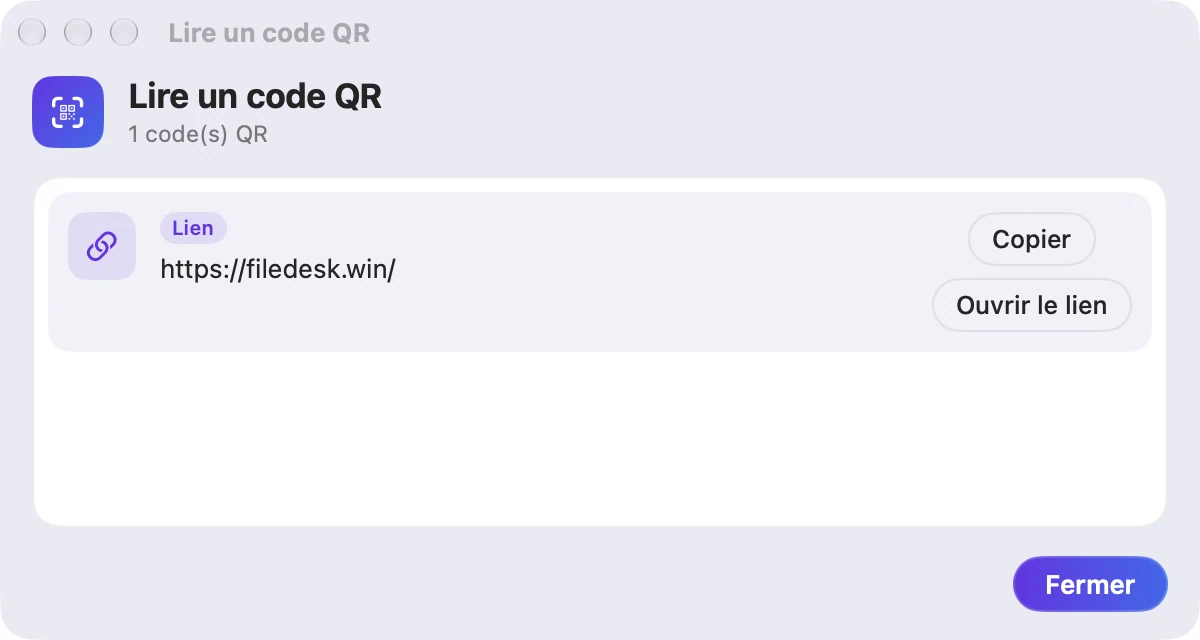 Lire un code QR
Lire un code QR
1 code(s) QR
Lien
https://filedesk.win/
Copier
Ouvrir le lien
Fermer